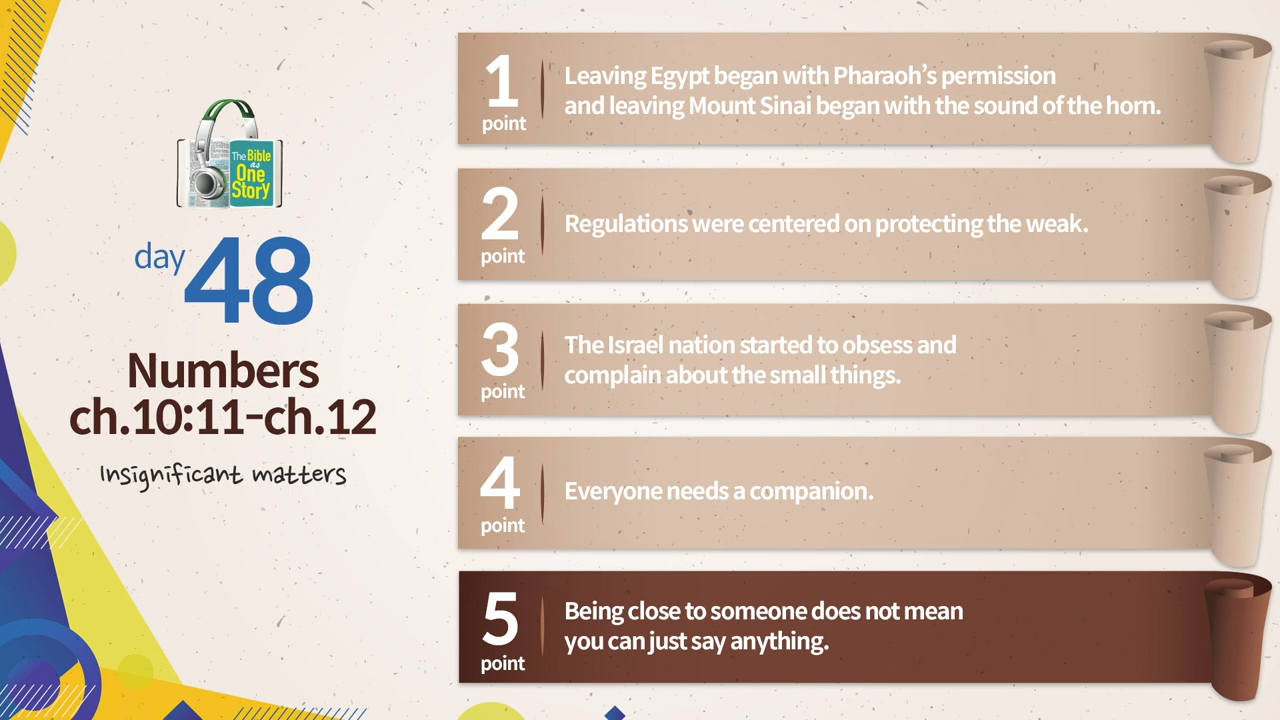 The Bible
as
One
Story
day 48
Numbers
ch.10:11-ch.12
Insignificant matters
1
point
Leaving Egypt began with Pharaoh’s permission
and leaving Mount Sinai began with the sound of the horn.
2
point
Regulations were centered on protecting the weak.
3
point
The Israel nation started to obsess and
complain about the small things.
4
point
Everyone needs a companion.
5
point
Being close to someone does not mean
you can just say anything.